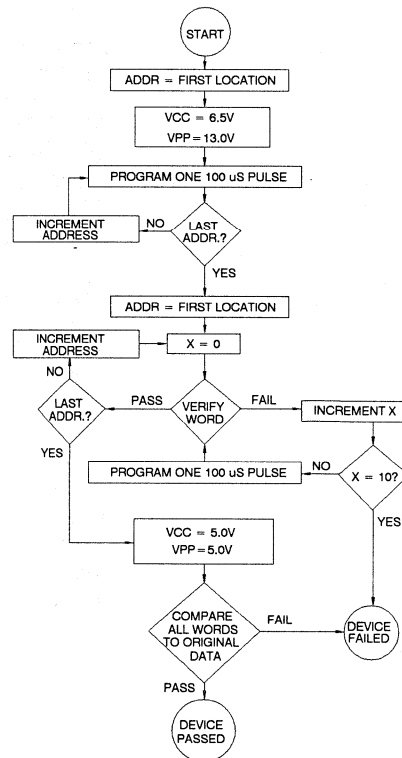 START
ADDR = FIRST LOCATION
VCC = 6.5V
VPP = 13.0V
PROGRAM ONE 100 uS PULSE
INCREMENT
ADDRESS
NO
LAST
ADDR.?
YES
ADDR = FIRST LOCATION
INCREMENT
ADDRESS
X = 0
NO
LAST
ADDR.?
PASS
VERIFY
WORD
FAIL
INCREMENT X
YES
PROGRAM ONE 100 uS PULSE
NO
X = 10?
YES
VCC = 5.0V
VPP = 5.0V
COMPARE
ALL WORDS
TO ORIGINAL
DATA
FAIL
DEVICE
FAILED
PASS
DEVICE
PASSED